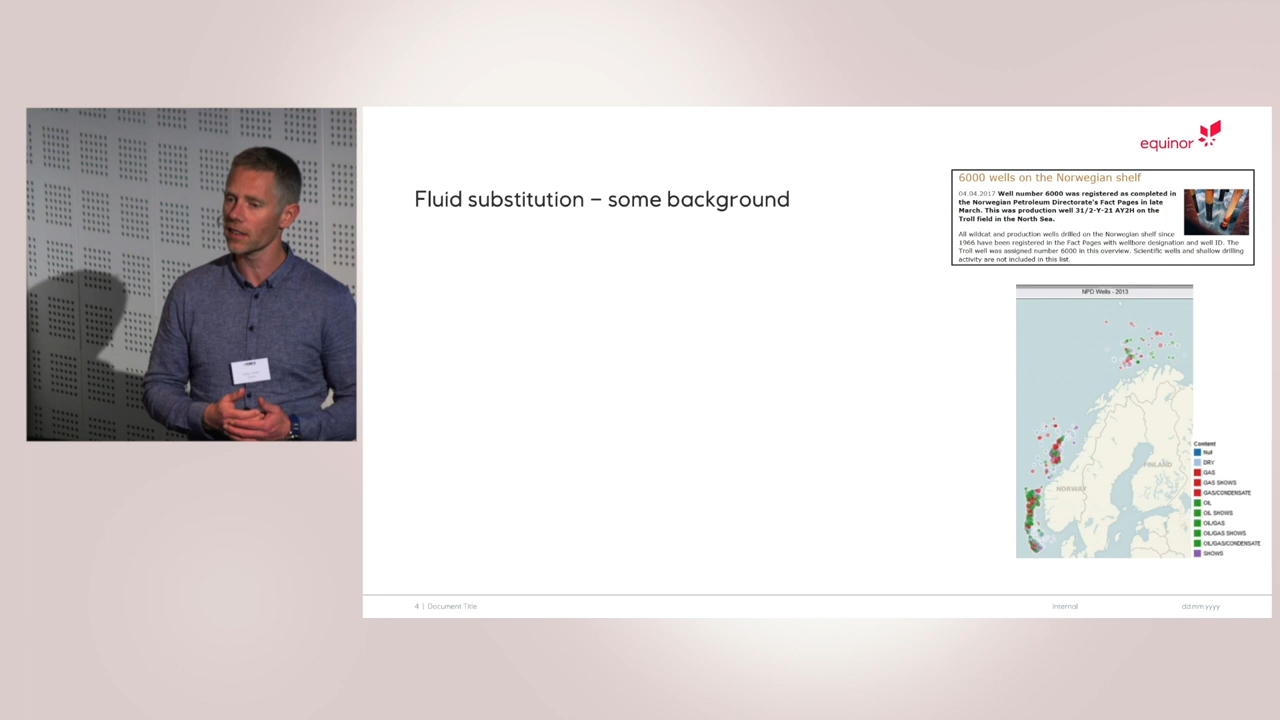 equinor
Fluid substitution – some background
6000 wells on the Norwegian shelf
04.04.2017 Well number 6000 was registered as completed in
the Norwegian Petroleum Directorate's Fact Pages in late
March. This was production well 31/2-Y-21 AY2H on the
Troll field in the North Sea.
All wildcat and production wells drilled on the Norwegian shelf since
1966 have been registered in the Fact Pages with wellbore designation and well ID. The
Troll well was assigned number 6000 in this overview. Scientific wells and shallow drilling
activity are not included in this list.
NPD Wells - 2013
FINLAND
NORWAY
Content
Null
DRY
GAS
GAS SHOWS
GAS/CONDENSATE
OIL
OIL SHOWS
OIL/GAS
OIL/GAS SHOWS
OIL/GAS/CONDENSATE
SHOWS
4 | Document Title
Internal
dd.mm.yyyy